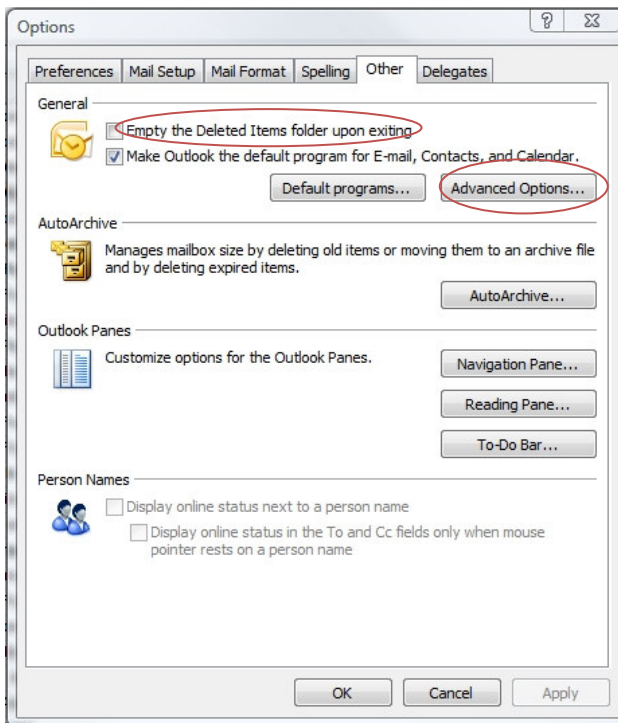 Options
Preferences Mail Setup Mail Format Spelling Other Delegates
General
Empty the Deleted Items folder upon exiting
Make Outlook the default program for E-mail, Contacts, and Calendar.
Default programs... Advanced Options...
AutoArchive
Manages mailbox size by deleting old items or moving them to an archive file
and by deleting expired items.
AutoArchive...
Outlook Panes
Customize options for the Outlook Panes.
Navigation Pane...
Reading Pane...
To-Do Bar...
Person Names
Display online status next to a person name
Display online status in the To and Cc fields only when mouse
pointer rests on a person name
OK Cancel Apply